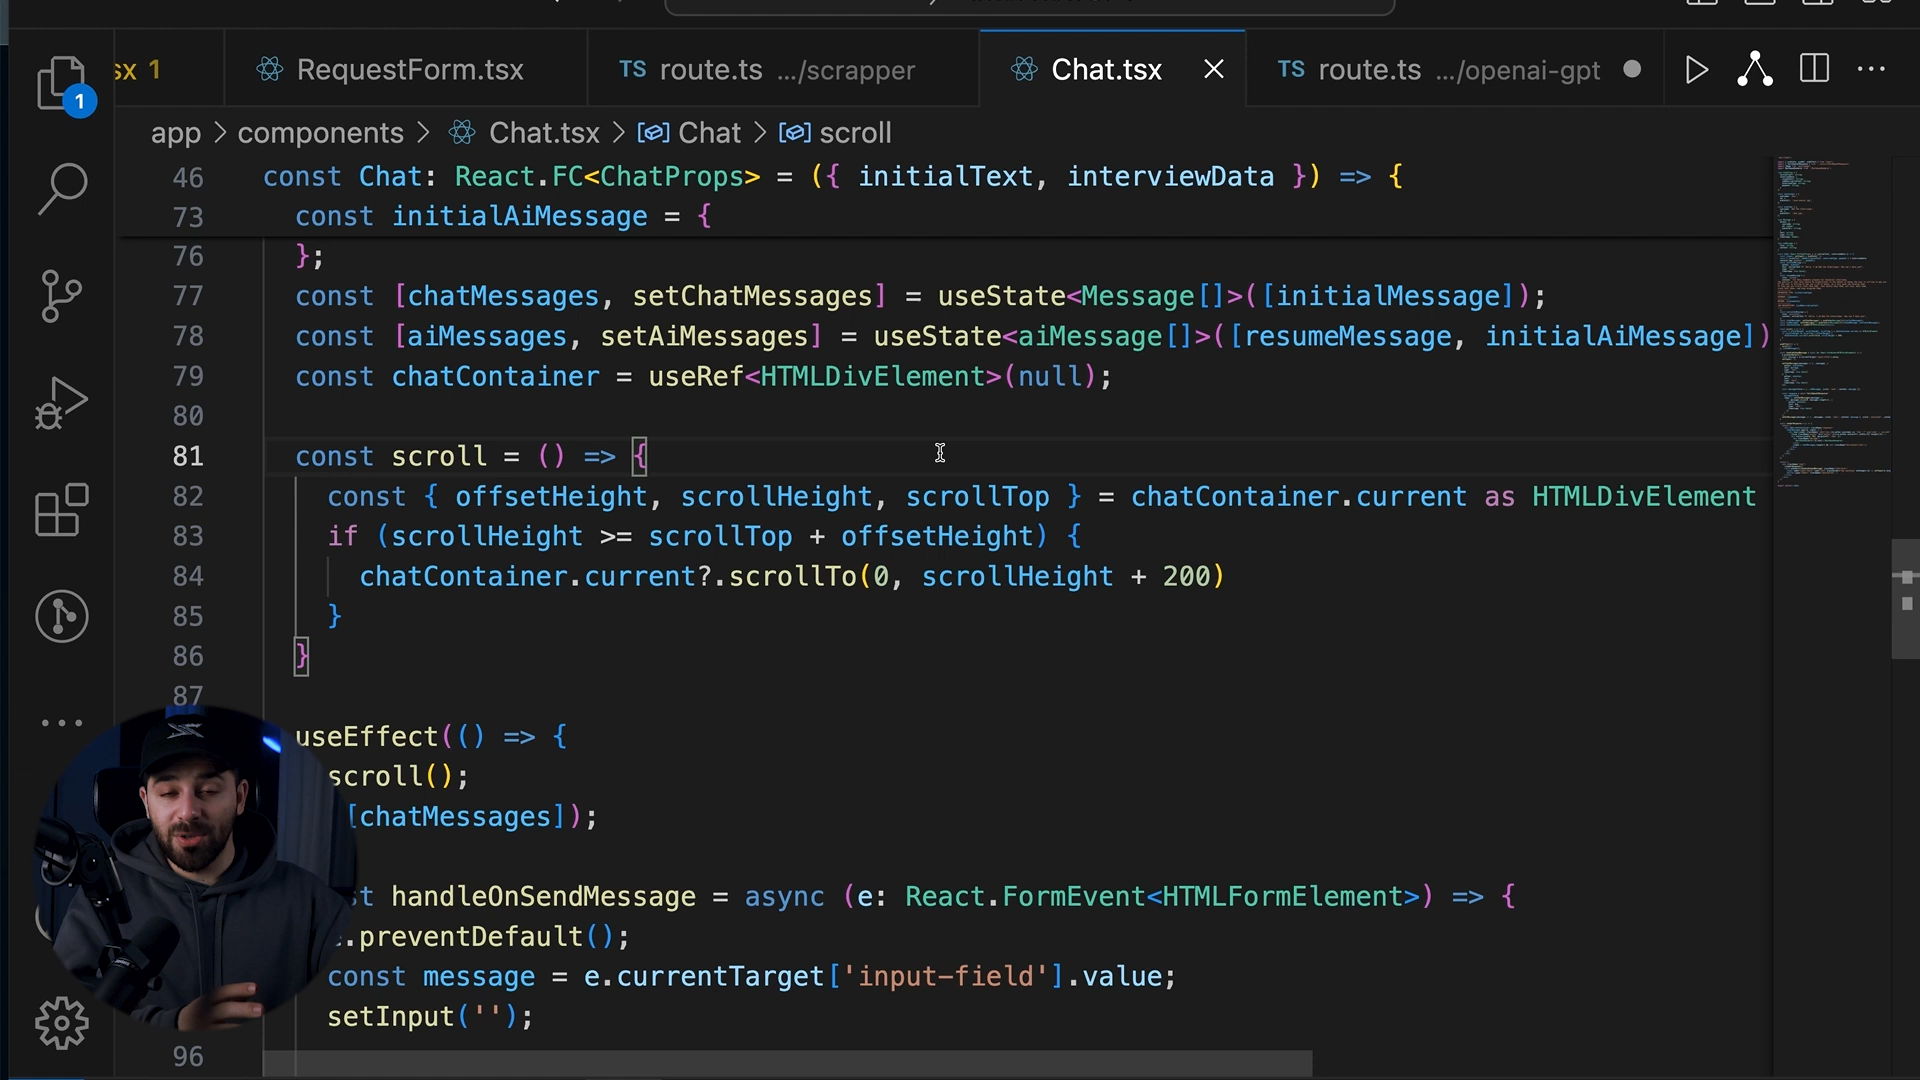 sx 1
RequestForm.tsx
TS route.ts .../scrapper
Chat.tsx
TS route.ts .../openai-gpt
1
app > components > Chat.tsx > Chat > scroll
46 const Chat: React.FC<ChatProps> = ({ initialText, interviewData }) => {
73 const initialAiMessage = {
76 };
77 const [chatMessages, setChatMessages] = useState<Message[]>([initialMessage]);
78 const [aiMessages, setAiMessages] = useState<aiMessage[]>([resumeMessage, initialAiMessage])
79 const chatContainer = useRef<HTMLDivElement>(null);
80
81 const scroll = () => {
82 const { offsetHeight, scrollHeight, scrollTop } = chatContainer.current as HTMLDivElement
83 if (scrollHeight >= scrollTop + offsetHeight) {
84 chatContainer.current?.scrollTo(0, scrollHeight + 200)
85 }
86 }
87
useEffect(() => {
scroll();
[chatMessages]);
st handleOnSendMessage = async (e: React.FormEvent<HTMLFormElement>) => {
.preventDefault();
const message = e.currentTarget['input-field'].value;
setInput('');
96